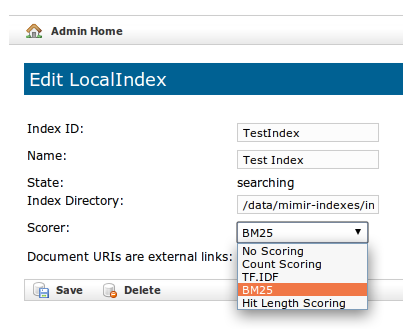 Admin Home
Edit LocalIndex
Index ID: TestIndex
Name: Test Index
State: searching
Index Directory: /data/mimir-indexes/in
Scorer: BM25
Document URIs are external links:
No Scoring
Count Scoring
TF.IDF
BM25
Hit Length Scoring
Save Delete